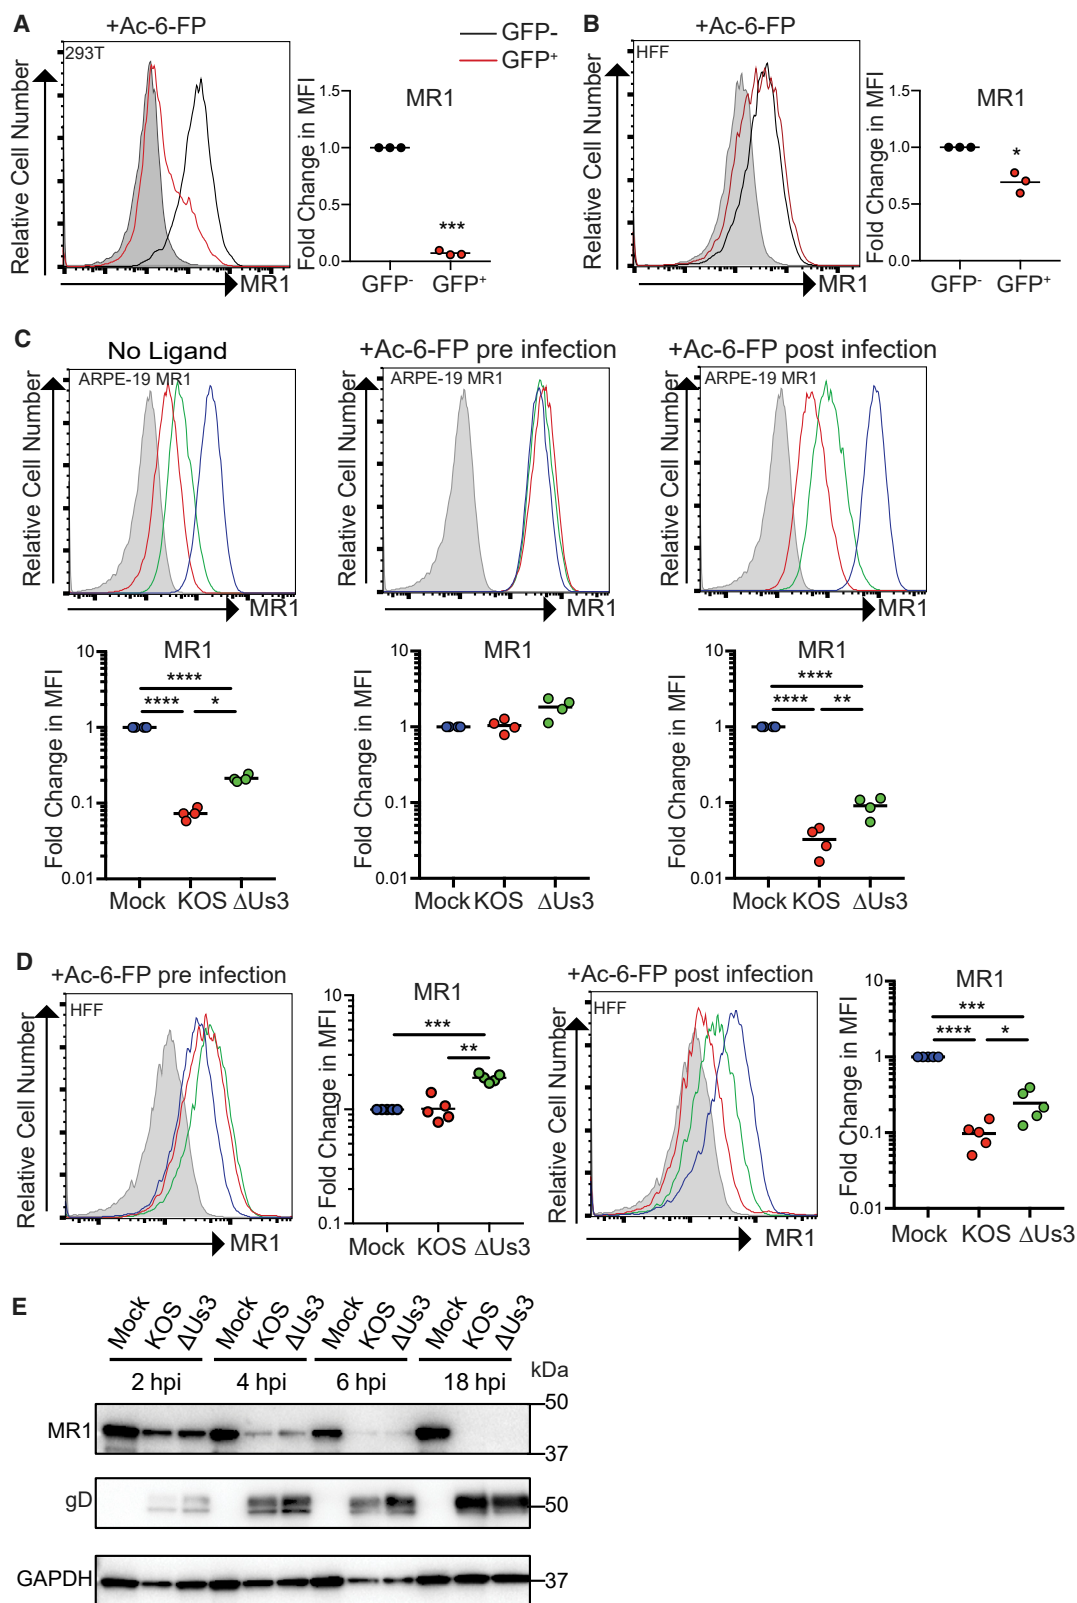 A
+Ac-6-FP
293T
Relative Cell Number
MR1
GFP-
GFP+
Fold Change in MFI
MR1
1.5
1.0
0.5
0.0
***
GFP- GFP+
B
+Ac-6-FP
HFF
Relative Cell Number
MR1
Fold Change in MFI
MR1
1.5
1.0
0.5
0.0
*
GFP- GFP+
C
No Ligand
ARPE-19 MR1
Relative Cell Number
MR1
+Ac-6-FP pre infection
ARPE-19 MR1
Relative Cell Number
MR1
+Ac-6-FP post infection
ARPE-19 MR1
Relative Cell Number
MR1
MR1
Fold Change in MFI
10
1
0.1
0.01
****
**** *
Mock KOS ΔUs3
MR1
Fold Change in MFI
10
1
0.1
0.01
Mock KOS ΔUs3
MR1
Fold Change in MFI
10
1
0.1
0.01
****
**** **
Mock KOS ΔUs3
D
+Ac-6-FP pre infection
HFF
Relative Cell Number
MR1
MR1
Fold Change in MFI
10
1
0.1
***
**
Mock KOS ΔUs3
+Ac-6-FP post infection
HFF
Relative Cell Number
MR1
MR1
Fold Change in MFI
10
1
0.1
0.01
***
**** *
Mock KOS ΔUs3
E
Mock KOS ΔUs3 Mock KOS ΔUs3 Mock KOS ΔUs3 Mock KOS ΔUs3
2 hpi 4 hpi 6 hpi 18 hpi
kDa
MR1
50
37
gD
50
GAPDH
37